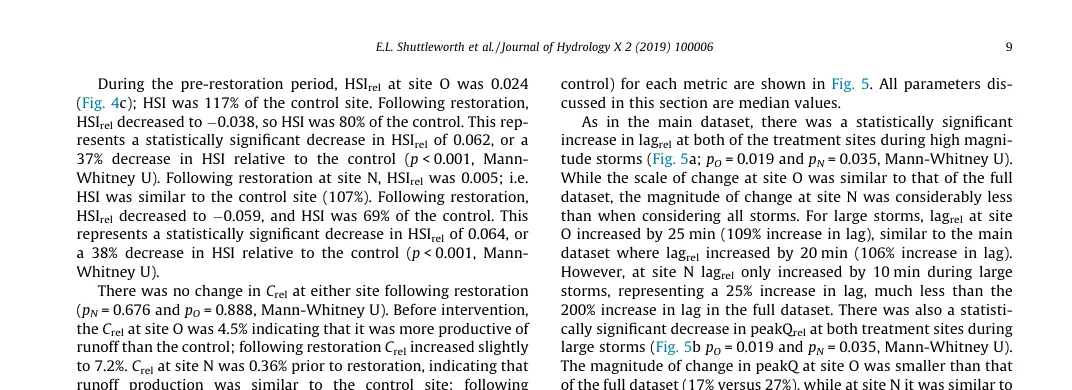 E.L. Shuttleworth et al. / Journal of Hydrology X 2 (2019) 100006
9
During the pre-restoration period, HSIrel at site O was 0.024
(Fig. 4c); HSI was 117% of the control site. Following restoration,
HSIrel decreased to −0.038, so HSI was 80% of the control. This rep-
resents a statistically significant decrease in HSIrel of 0.062, or a
37% decrease in HSI relative to the control (p < 0.001, Mann-
Whitney U). Following restoration at site N, HSIrel was 0.005; i.e.
HSI was similar to the control site (107%). Following restoration,
HSIrel decreased to −0.059, and HSI was 69% of the control. This
represents a statistically significant decrease in HSIrel of 0.064, or
a 38% decrease in HSI relative to the control (p < 0.001, Mann-
Whitney U).
There was no change in Crel at either site following restoration
(pN = 0.676 and pO = 0.888, Mann-Whitney U). Before intervention,
the Crel at site O was 4.5% indicating that it was more productive of
runoff than the control; following restoration Crel increased slightly
to 7.2%. Crel at site N was 0.36% prior to restoration, indicating that
runoff production was similar to the control site; following
control) for each metric are shown in Fig. 5. All parameters dis-
cussed in this section are median values.
As in the main dataset, there was a statistically significant
increase in lagrel at both of the treatment sites during high magni-
tude storms (Fig. 5a; pO = 0.019 and pN = 0.035, Mann-Whitney U).
While the scale of change at site O was similar to that of the full
dataset, the magnitude of change at site N was considerably less
than when considering all storms. For large storms, lagrel at site
O increased by 25 min (109% increase in lag), similar to the main
dataset where lagrel increased by 20 min (106% increase in lag).
However, at site N lagrel only increased by 10 min during large
storms, representing a 25% increase in lag, much less than the
200% increase in lag in the full dataset. There was also a statisti-
cally significant decrease in peakQrel at both treatment sites during
large storms (Fig. 5b pO = 0.019 and pN = 0.035, Mann-Whitney U).
The magnitude of change in peakQ at site O was smaller than that
of the full dataset (17% versus 27%), while at site N it was similar to